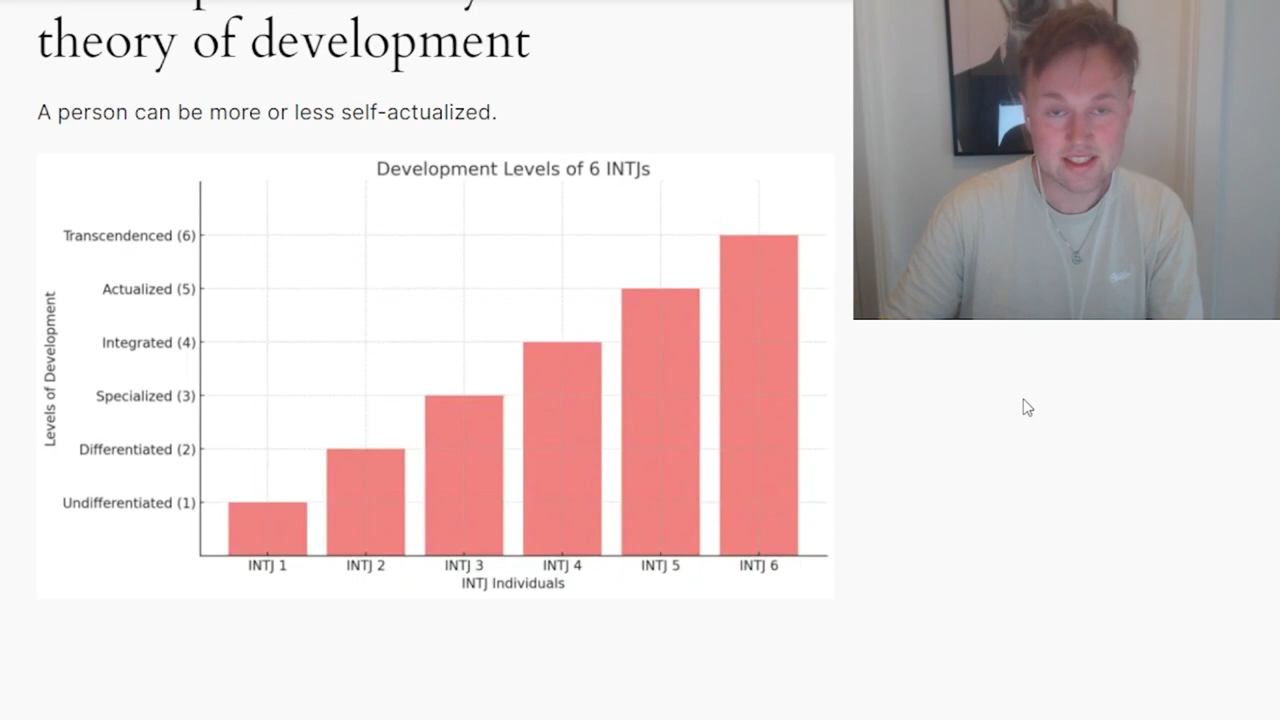 theory of development
A person can be more or less self-actualized.
Development Levels of 6 INTJs
Transcendenced (6)
Actualized (5)
Integrated (4)
Specialized (3)
Differentiated (2)
Undifferentiated (1)
Levels of Development
INTJ 1 INTJ 2 INTJ 3 INTJ 4 INTJ 5 INTJ 6
INTJ Individuals